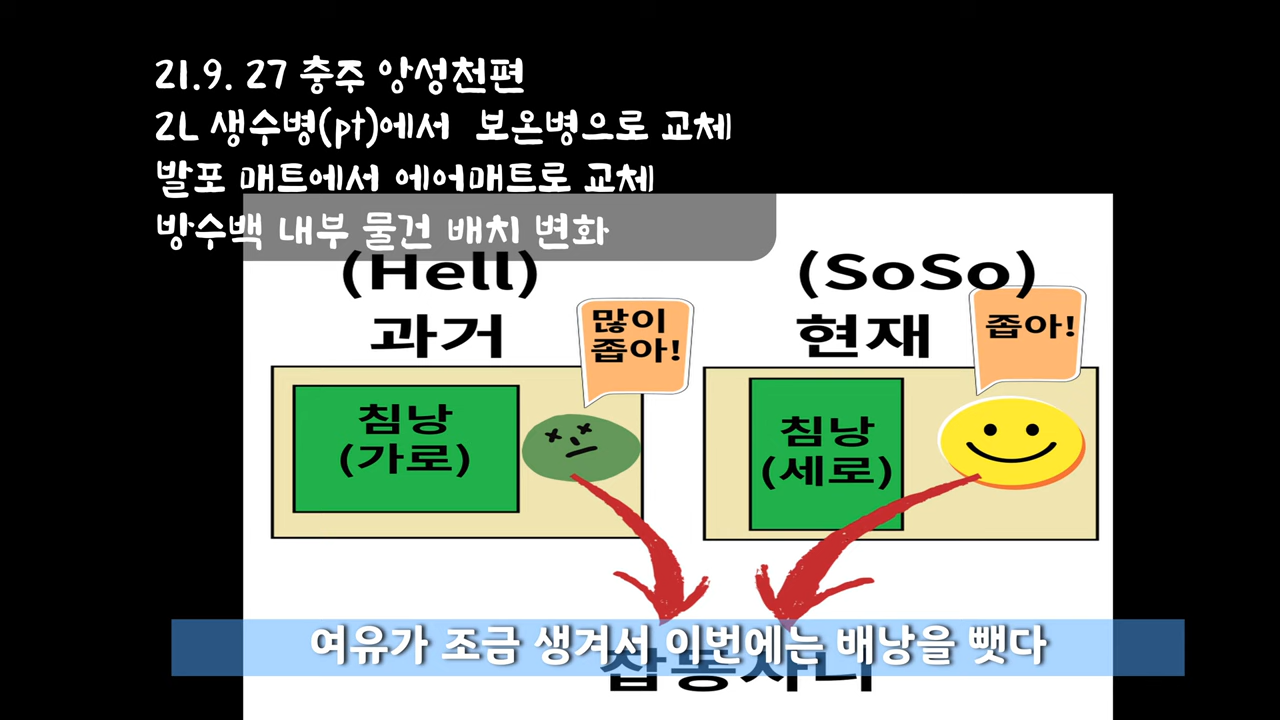 21.9. 27 충주 앙성천편
2L 생수병(pt)에서 보온병으로 교체
발포 매트에서 에어매트로 교체
방수백 내부 물건 배치 변화
(Hell)
과거
많이
좁아!
침낭
(가로)
(SoSo)
현재
좁아!
침낭
(세로)
여유가 조금 생겨서 이번에는 배낭을 뺏다